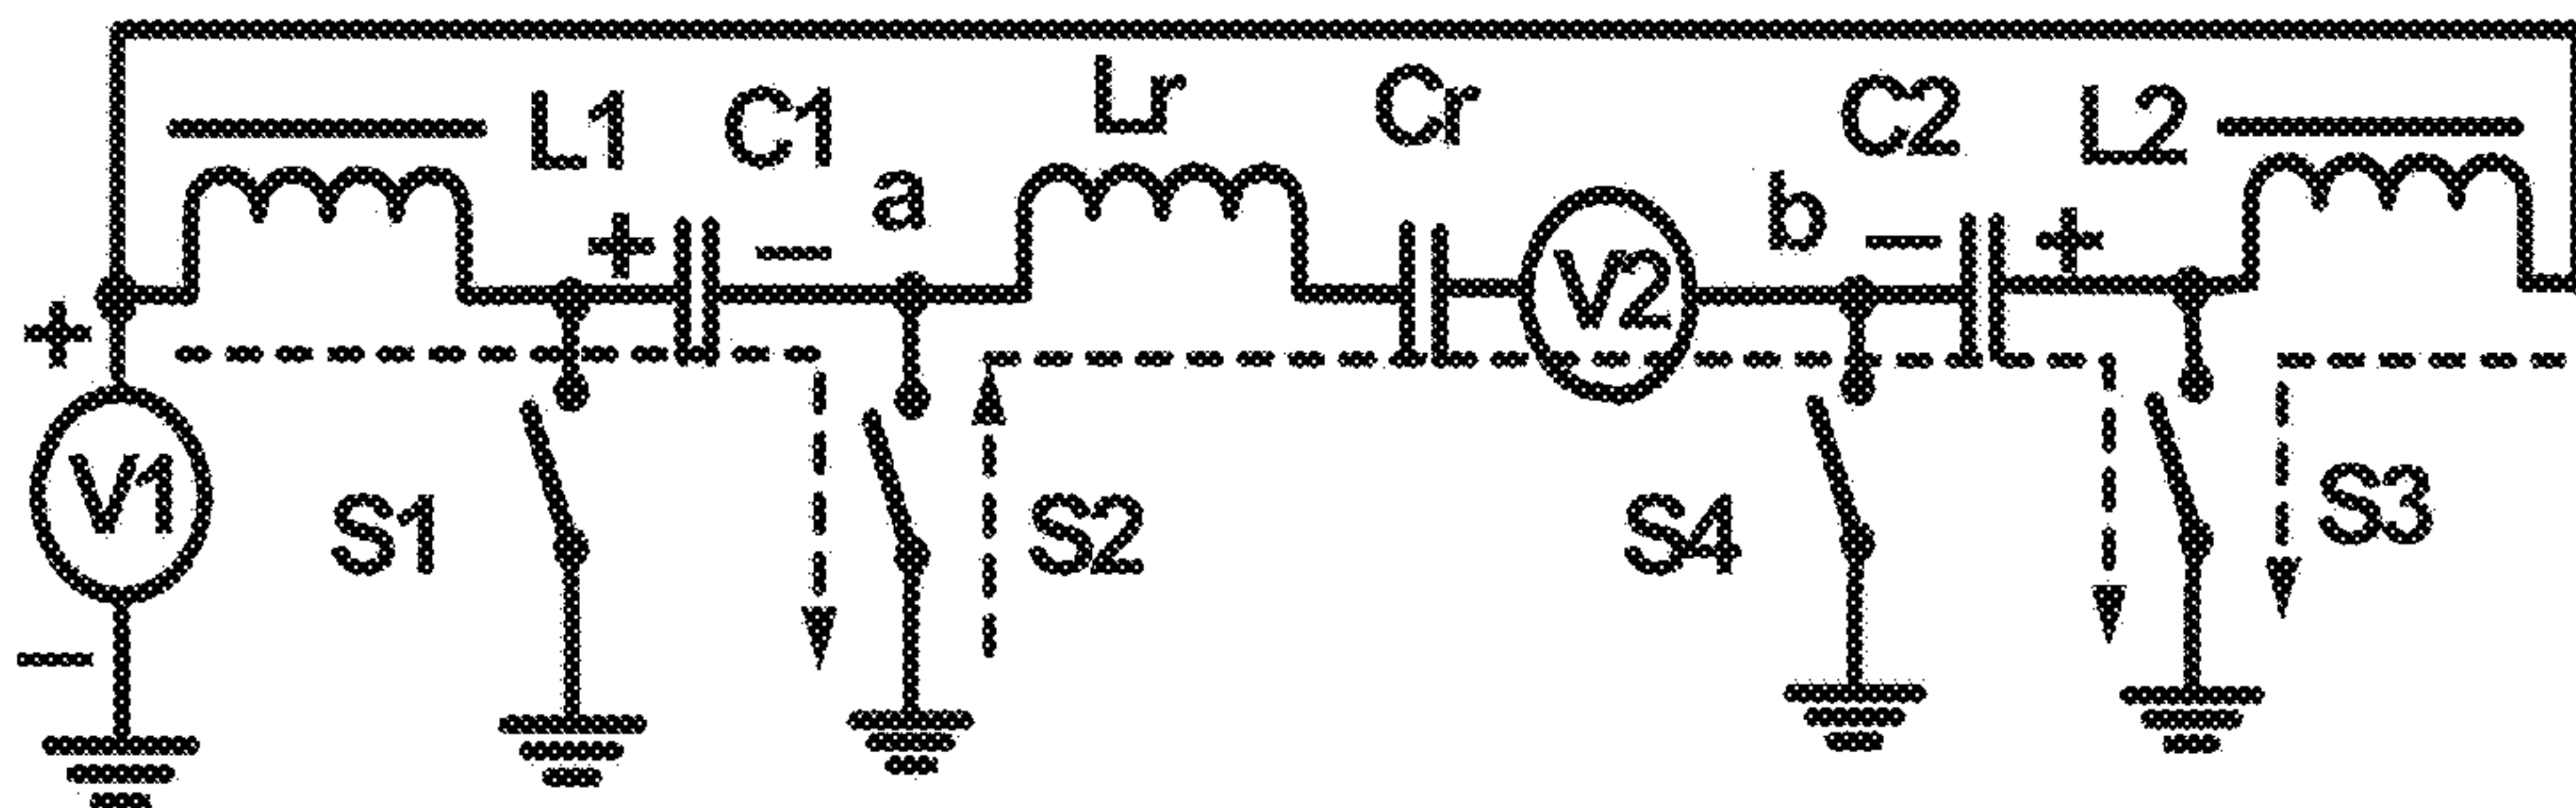 L1 C1 Lr Cr C2 L2
a b
+ − − +
+
V1 V2
S1 S2 S4 S3
−